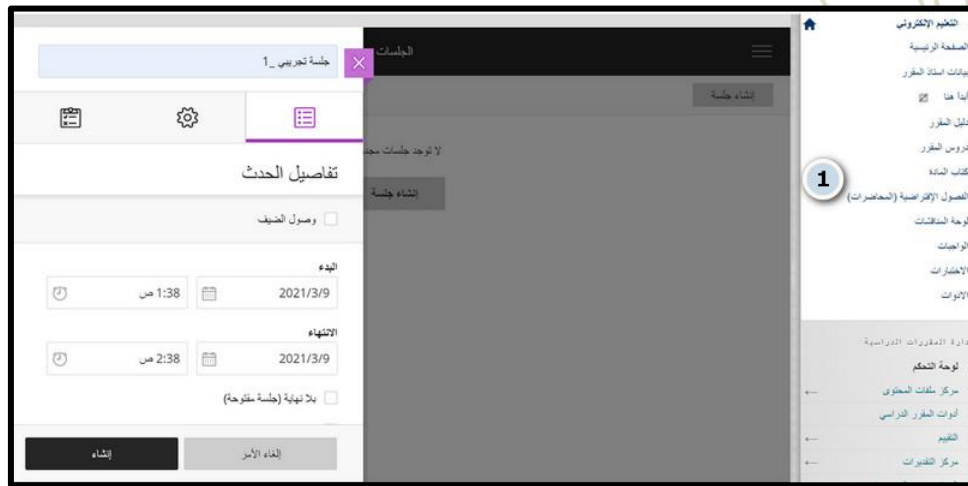 التعليم الإلكتروني
الصفحة الرئيسية
بيانات استاذ المقرر
أبدأ هنا
دليل المقرر
دروس المقرر
كتاب المادة
1
الفصول الإفتراضية (المحاضرات)
لوحة المناقشات
الواجبات
الاختبارات
الادوات
إدارة المقررات الدراسية
لوحة التحكم
مركز ملفات المحتوى
أدوات المقرر الدراسي
التقييم
مركز التقديرات
الجلسات
إنشاء جلسة
لا توجد جلسات
إنشاء جلسة
جلسة تجريبي _1
تفاصيل الحدث
وصول الضيف
البدء
2021/3/9
1:38 ص
الانتهاء
2021/3/9
2:38 ص
بلا نهاية (جلسة مفتوحة)
إلغاء الأمر
إنشاء